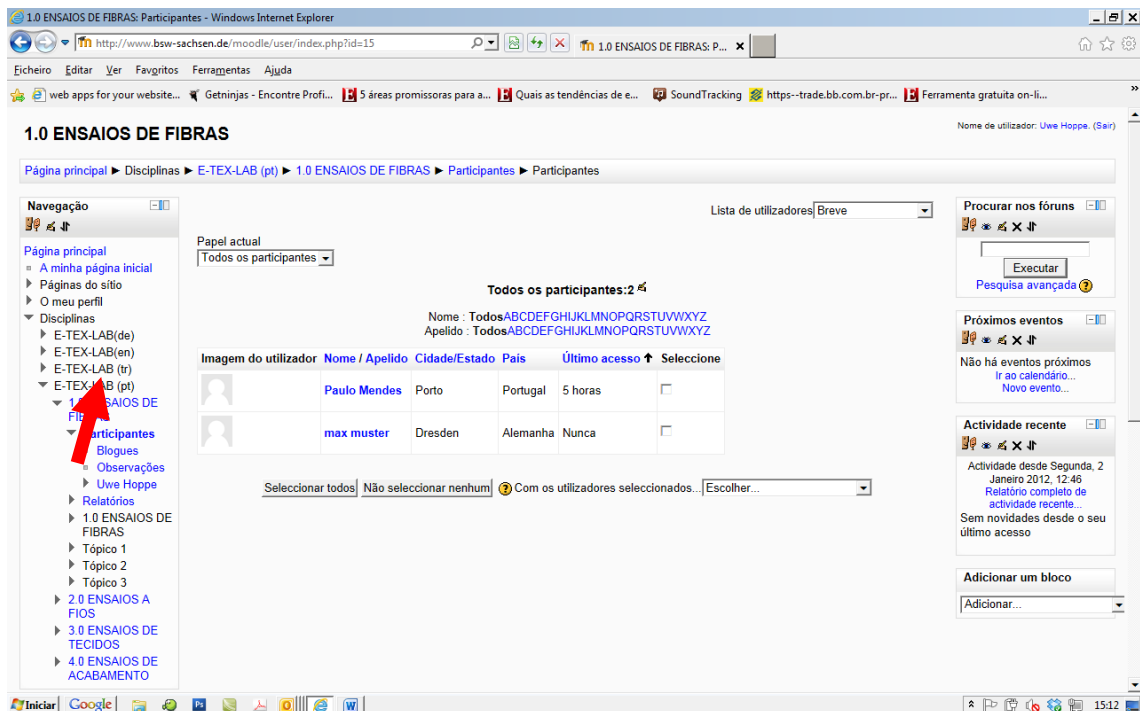 1.0 ENSAIOS DE FIBRAS: Participantes - Windows Internet Explorer
http://www.bsw-sachsen.de/moodle/user/index.php?id=15
1.0 ENSAIOS DE FIBRAS: P...
Ficheiro Editar Ver Favoritos Ferramentas Ajuda
web apps for your website... Getninjas - Encontre Profi... 5 áreas promissoras para a... Quais as tendências de e... SoundTracking https--trade.bb.com.br-pr... Ferramenta gratuita on-li... »
1.0 ENSAIOS DE FIBRAS
Nome de utilizador: Uwe Hoppe. (Sair)
Página principal ► Disciplinas ► E-TEX-LAB (pt) ► 1.0 ENSAIOS DE FIBRAS ► Participantes ► Participantes
Navegação
Página principal
A minha página inicial
Páginas do sítio
O meu perfil
Disciplinas
E-TEX-LAB(de)
E-TEX-LAB(en)
E-TEX-LAB (tr)
E-TEX-LAB (pt)
1.0 ENSAIOS DE
FIBRAS
Participantes
Blogues
Observações
Uwe Hoppe
Relatórios
1.0 ENSAIOS DE
FIBRAS
Tópico 1
Tópico 2
Tópico 3
2.0 ENSAIOS A
FIOS
3.0 ENSAIOS DE
TECIDOS
4.0 ENSAIOS DE
ACABAMENTO
Lista de utilizadores Breve
Papel actual
Todos os participantes
Todos os participantes:2
Nome : TodosABCDEFGHIJKLMNOPQRSTUVWXYZ
Apelido : TodosABCDEFGHIJKLMNOPQRSTUVWXYZ
Imagem do utilizador Nome / Apelido Cidade/Estado País Último acesso ↑ Seleccione
Paulo Mendes Porto Portugal 5 horas
max muster Dresden Alemanha Nunca
Seleccionar todos Não seleccionar nenhum Com os utilizadores seleccionados... Escolher...
Procurar nos fóruns
Executar
Pesquisa avançada
Próximos eventos
Não há eventos próximos
Ir ao calendário...
Novo evento...
Actividade recente
Actividade desde Segunda, 2
Janeiro 2012, 12:46
Relatório completo de
actividade recente...
Sem novidades desde o seu
último acesso
Adicionar um bloco
Adicionar...
Iniciar Google Ps W 15:12